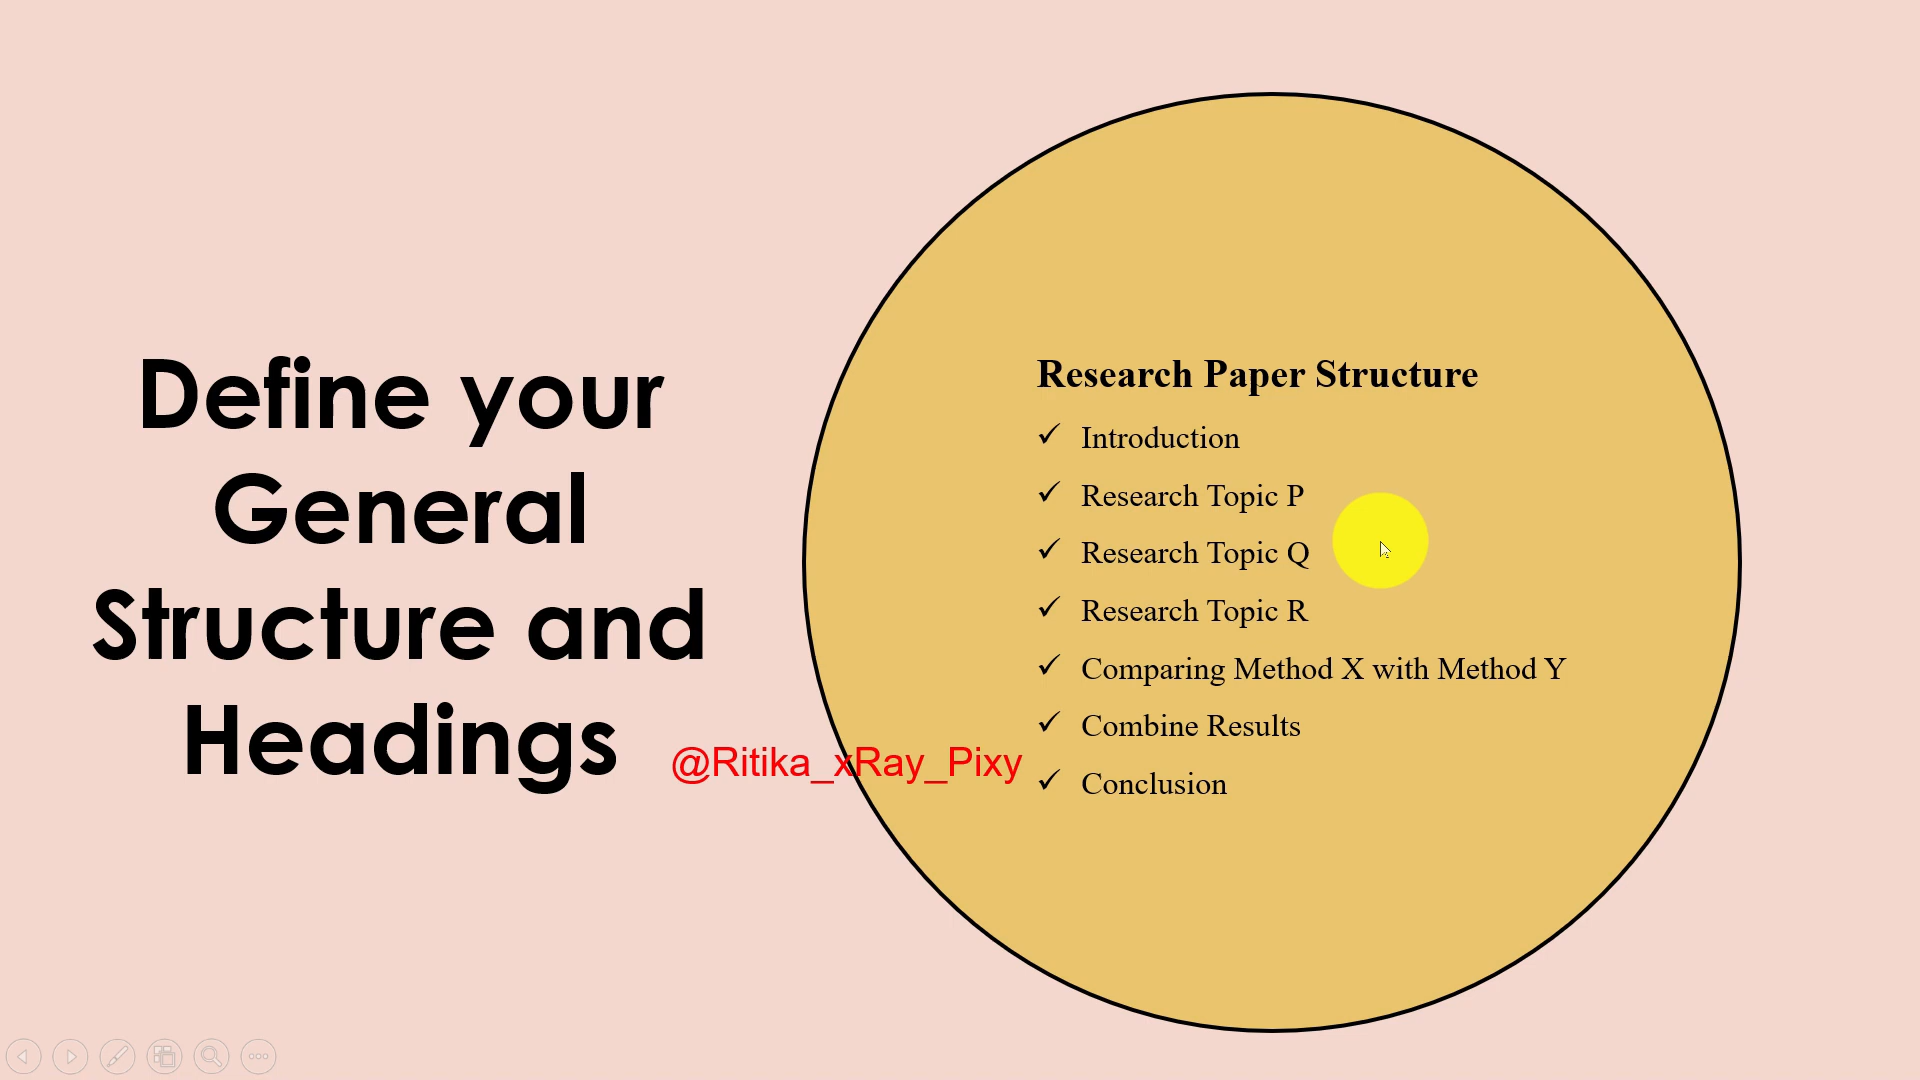 Define your
General
Structure and
Headings
@Ritika_xRay_Pixy
Research Paper Structure
✓ Introduction
✓ Research Topic P
✓ Research Topic Q
✓ Research Topic R
✓ Comparing Method X with Method Y
✓ Combine Results
✓ Conclusion